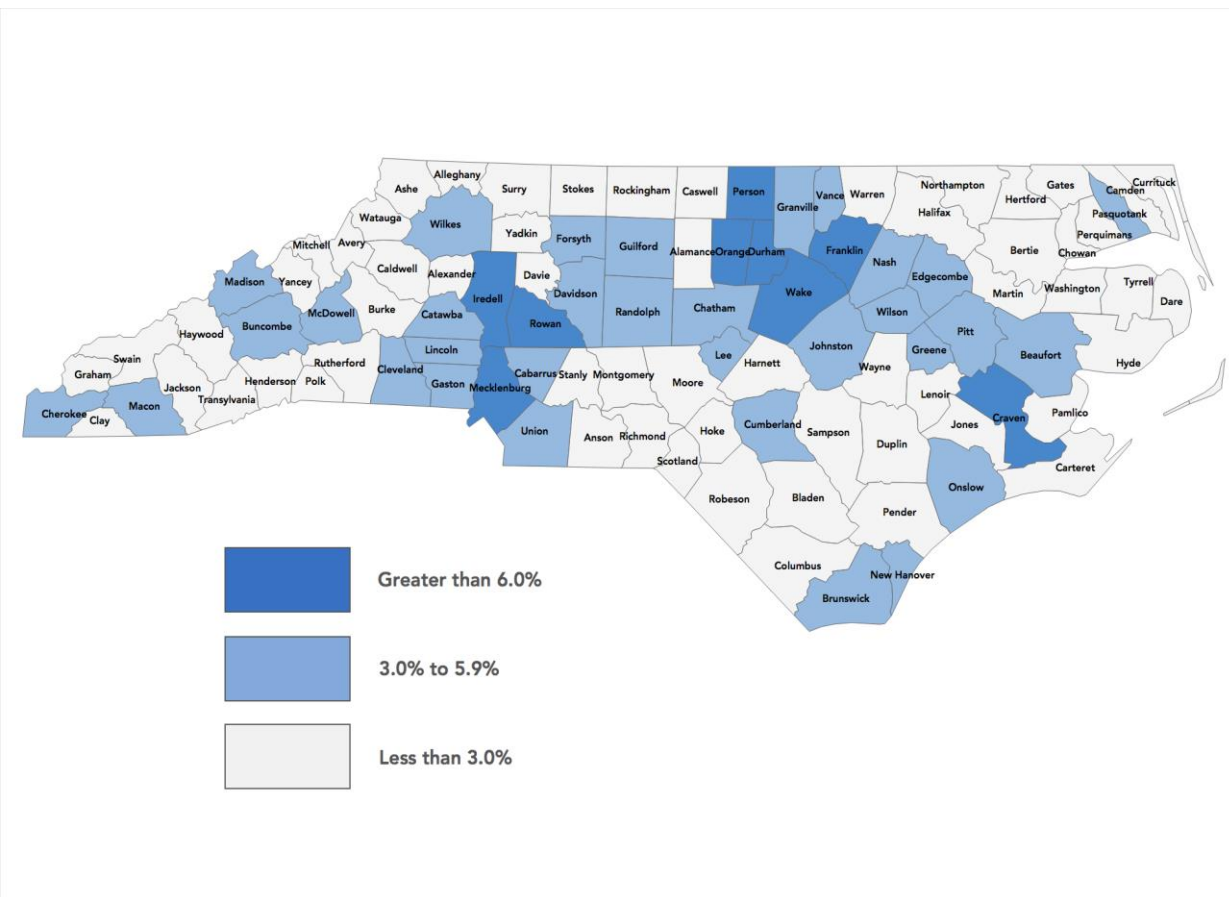 Alleghany
Ashe
Surry
Stokes
Rockingham
Caswell
Person
Granville
Vance
Warren
Northampton
Halifax
Hertford
Gates
Camden
Currituck
Pasquotank
Perquimans
Chowan
Bertie
Watauga
Wilkes
Yadkin
Forsyth
Guilford
Alamance
Orange
Durham
Franklin
Nash
Edgecombe
Martin
Washington
Tyrrell
Dare
Mitchell
Avery
Madison
Yancey
Caldwell
Alexander
Iredell
Davie
Davidson
Randolph
Chatham
Wake
Wilson
Pitt
Beaufort
Hyde
Haywood
Buncombe
McDowell
Burke
Catawba
Rowan
Lee
Johnston
Greene
Swain
Graham
Jackson
Rutherford
Lincoln
Cleveland
Gaston
Mecklenburg
Cabarrus
Stanly
Montgomery
Moore
Harnett
Wayne
Lenoir
Craven
Pamlico
Cherokee
Clay
Macon
Transylvania
Henderson
Polk
Union
Anson
Richmond
Scotland
Hoke
Cumberland
Sampson
Duplin
Jones
Carteret
Onslow
Robeson
Bladen
Pender
Columbus
New Hanover
Brunswick
Greater than 6.0%
3.0% to 5.9%
Less than 3.0%